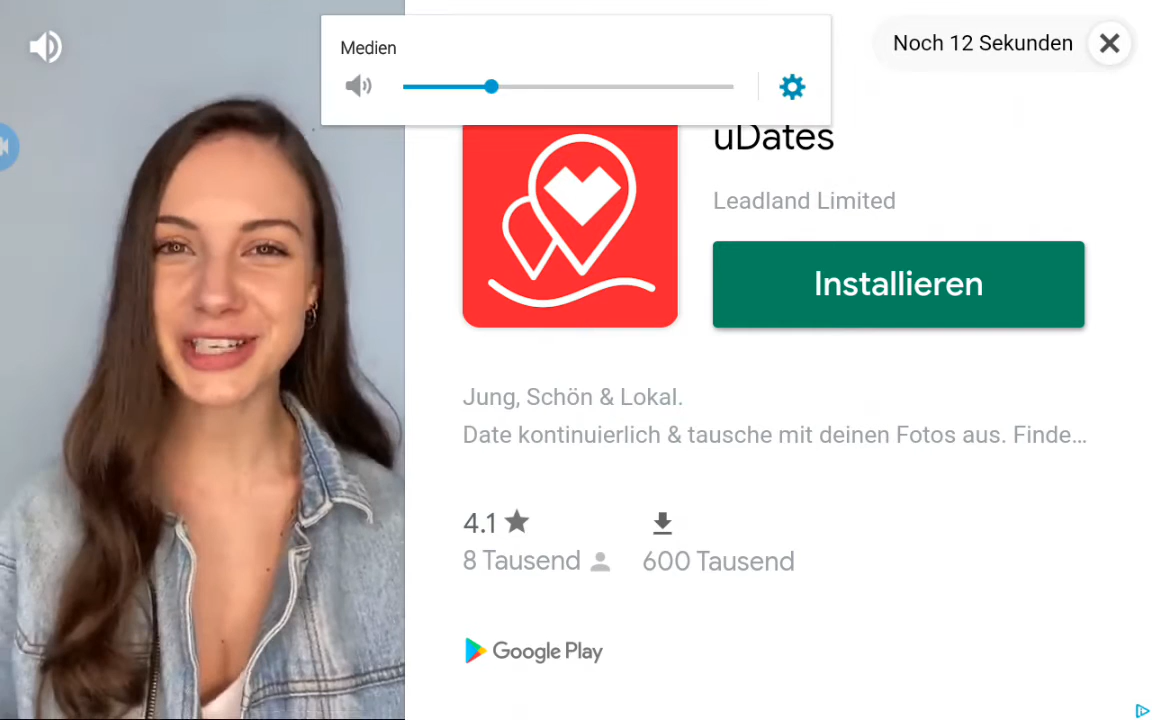 Medien
Noch 12 Sekunden
uDates
Leadland Limited
Installieren
Jung, Schön & Lokal.
Date kontinuierlich & tausche mit deinen Fotos aus. Finde...
4.1
8 Tausend
600 Tausend
Google Play